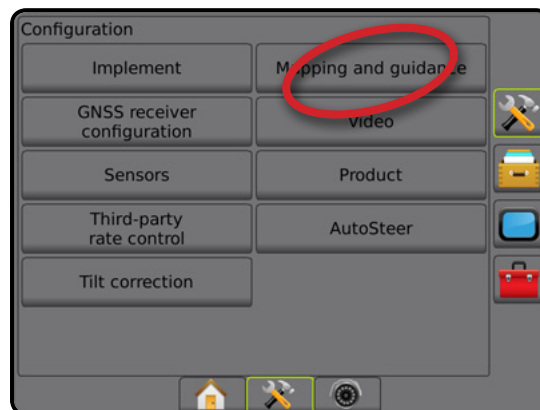 Configuration
Implement
Mapping and guidance
GNSS receiver
configuration
Video
Sensors
Product
Third-party
rate control
AutoSteer
Tilt correction